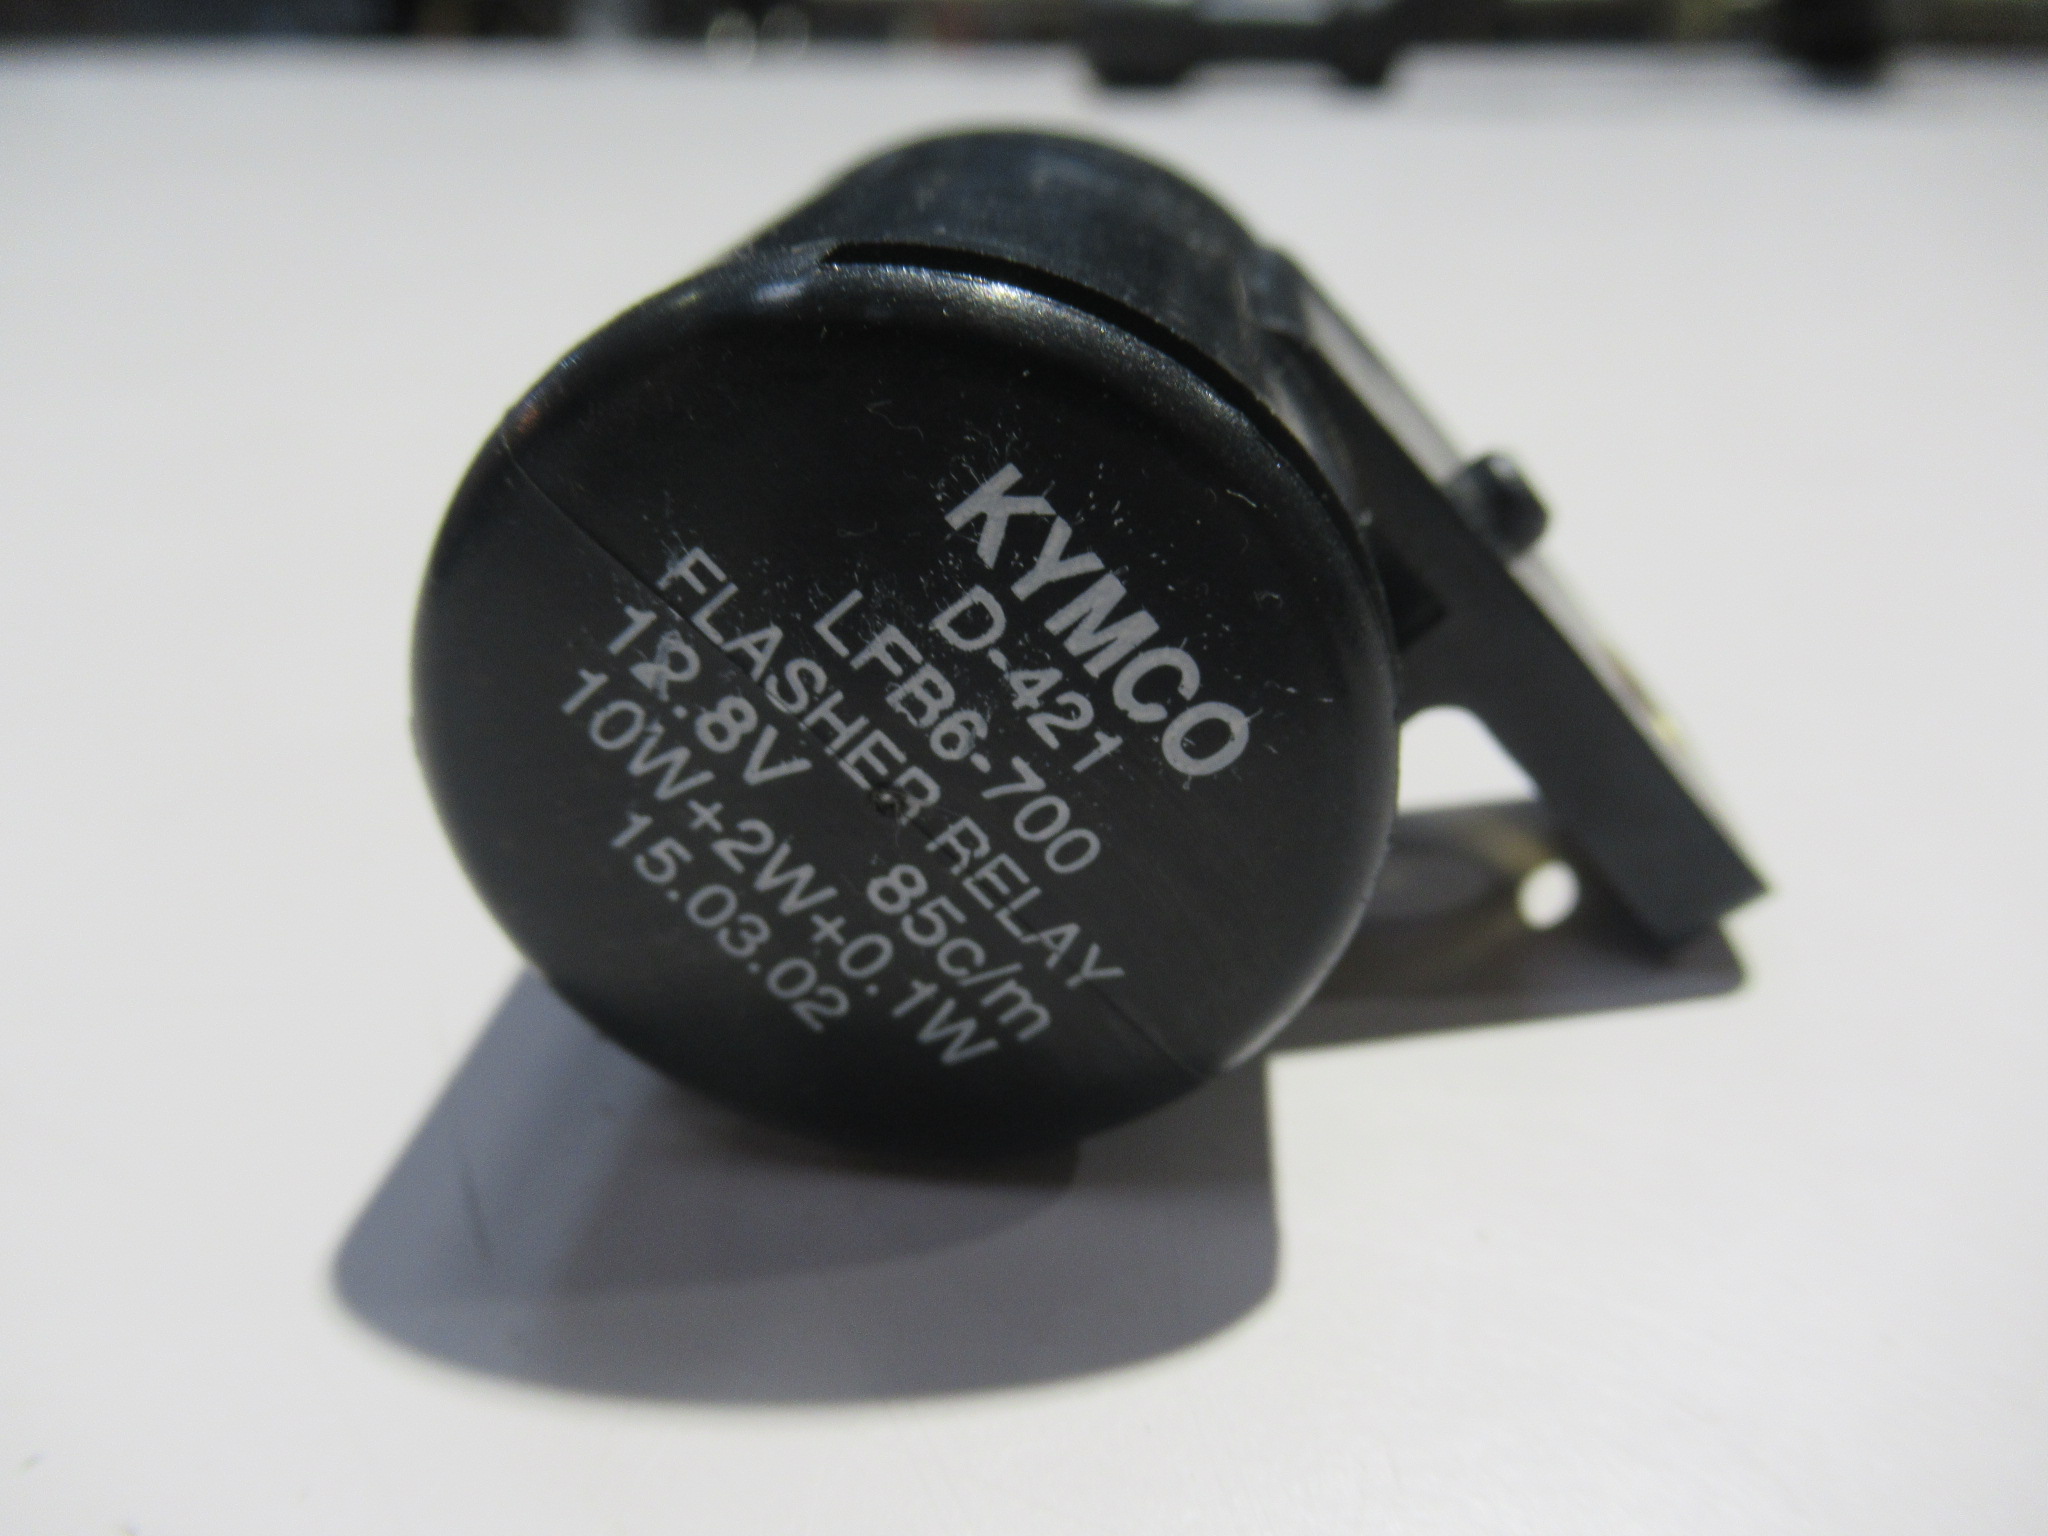 KYMCO
D-421
LFB6-700
FLASHER RELAY
12.8V 85c/m
10W+2W+0.1W
15.03.02